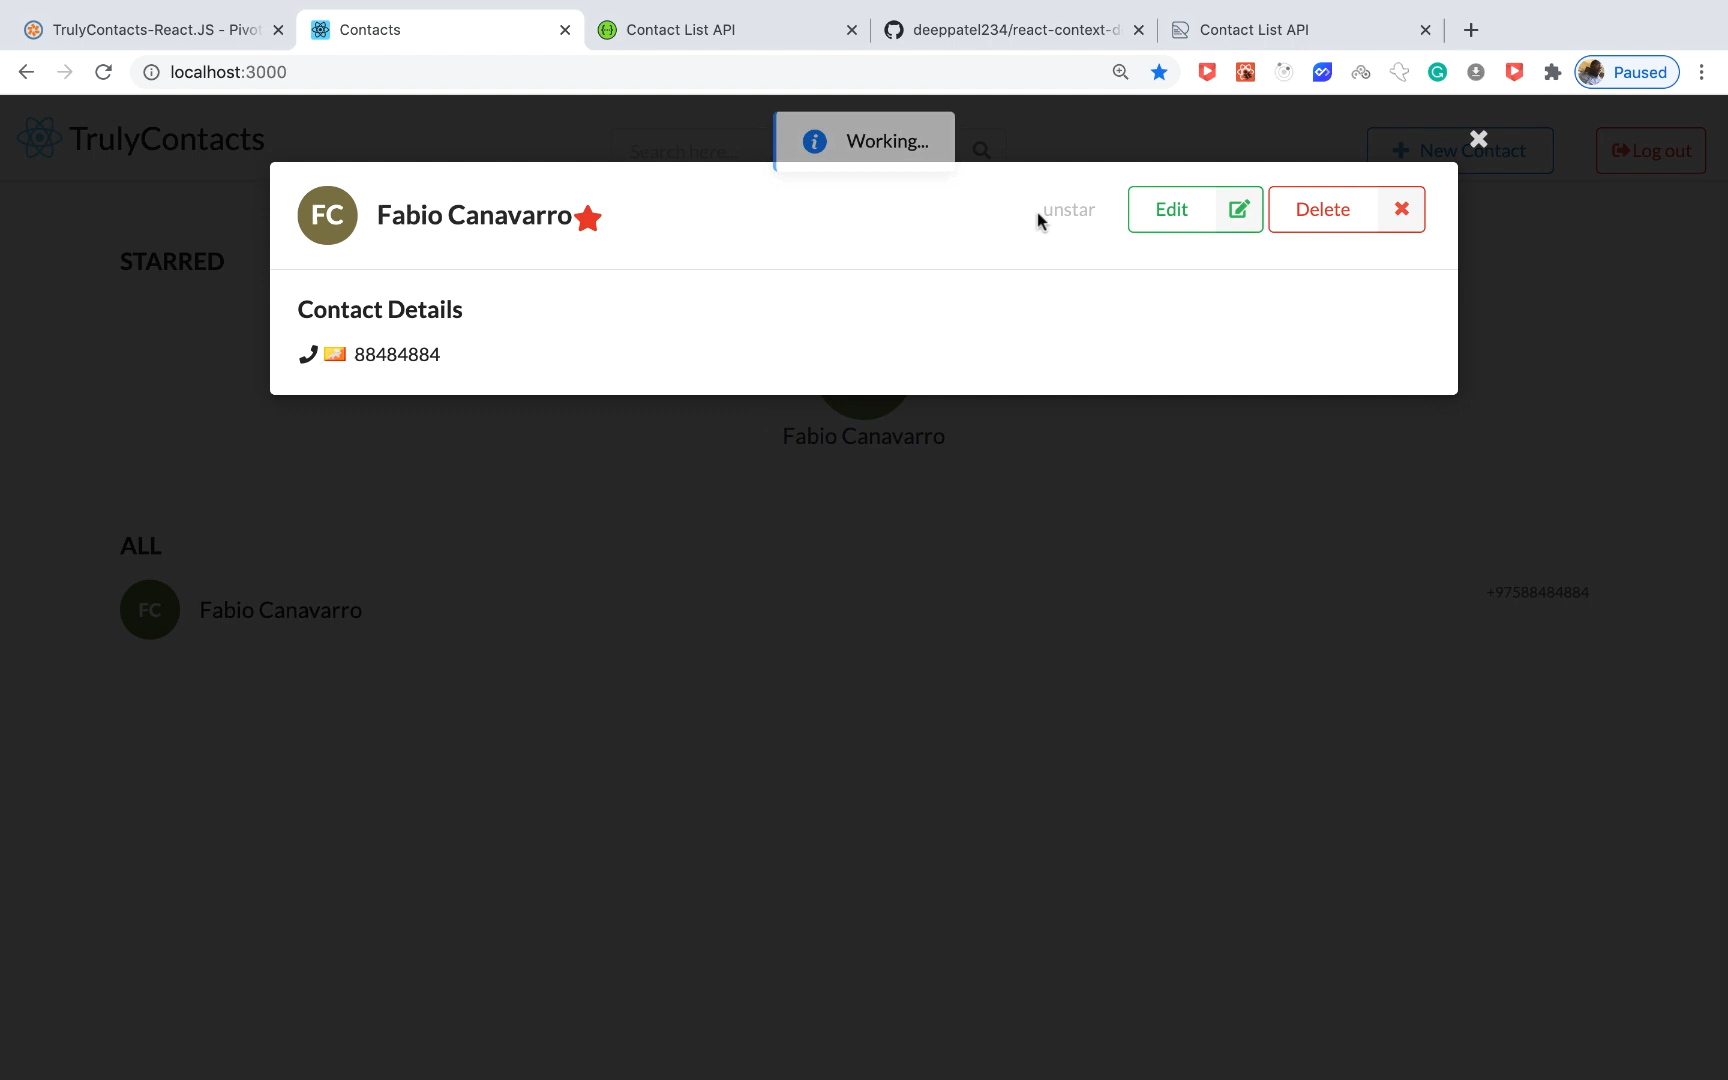 TrulyContacts-React.JS - Pivot
Contacts
Contact List API
deeppatel234/react-context-d
Contact List API
localhost:3000
Paused
TrulyContacts
Search here...
Working...
New Contact
Log out
FC
Fabio Canavarro
unstar
Edit
Delete
STARRED
Contact Details
88484884
Fabio Canavarro
ALL
FC
Fabio Canavarro
+97588484884